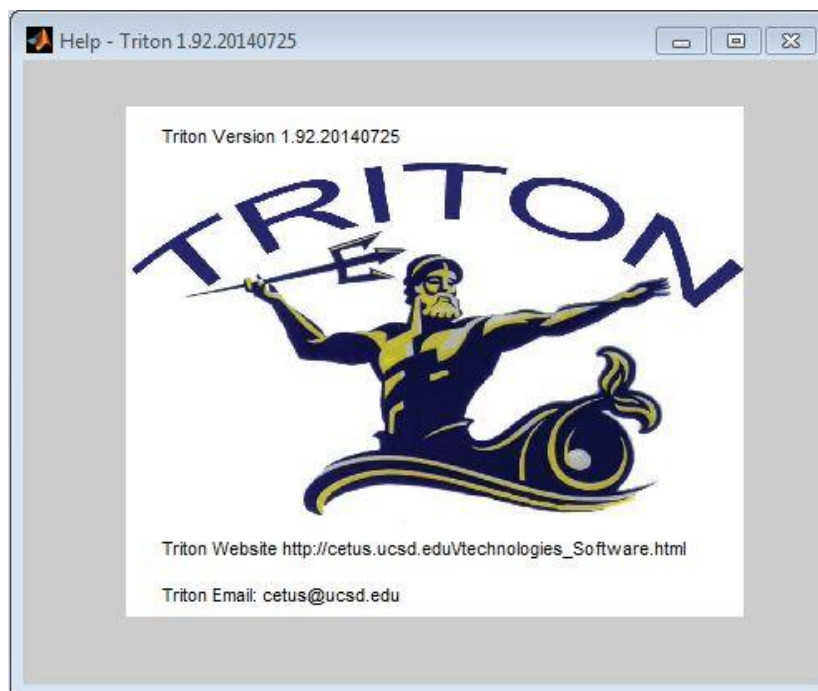 Help - Triton 1.92.20140725
Triton Version 1.92.20140725
TRITON
Triton Website http://cetus.ucsd.edu\/technologies_Software.html
Triton Email: cetus@ucsd.edu